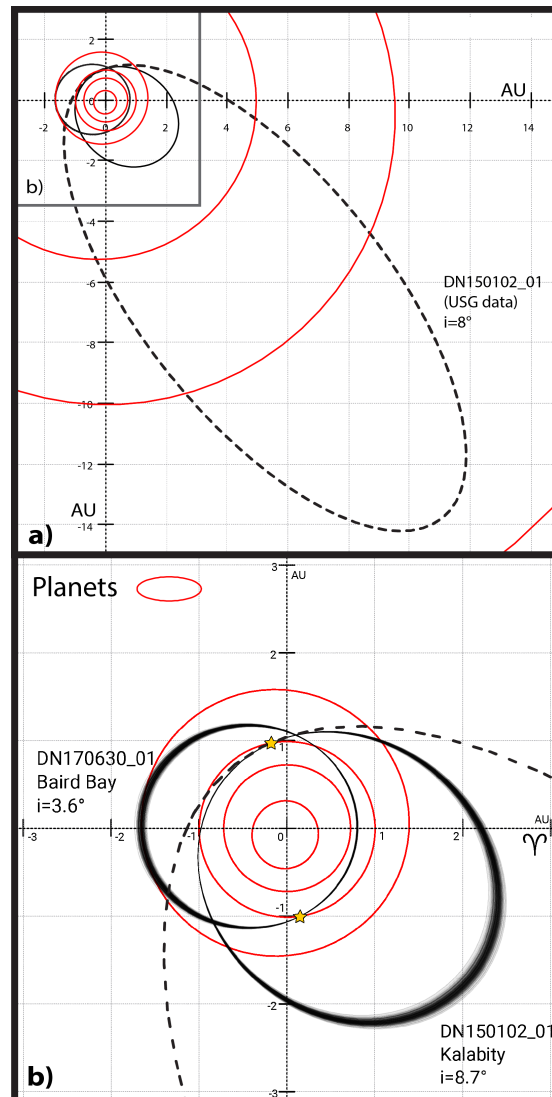 2
AU
-2
0
2
4
6
8
10
12
14
0
-2
b)
-4
DN150102_01
(USG data)
i=8°
-6
-8
-10
-12
AU
-14
a)
3
AU
Planets
2
DN170630_01
Baird Bay
i=3.6°
1
-3
-2
-1
0
1
2
AU
♈
-1
-2
DN150102_01
Kalabity
i=8.7°
b)
-3